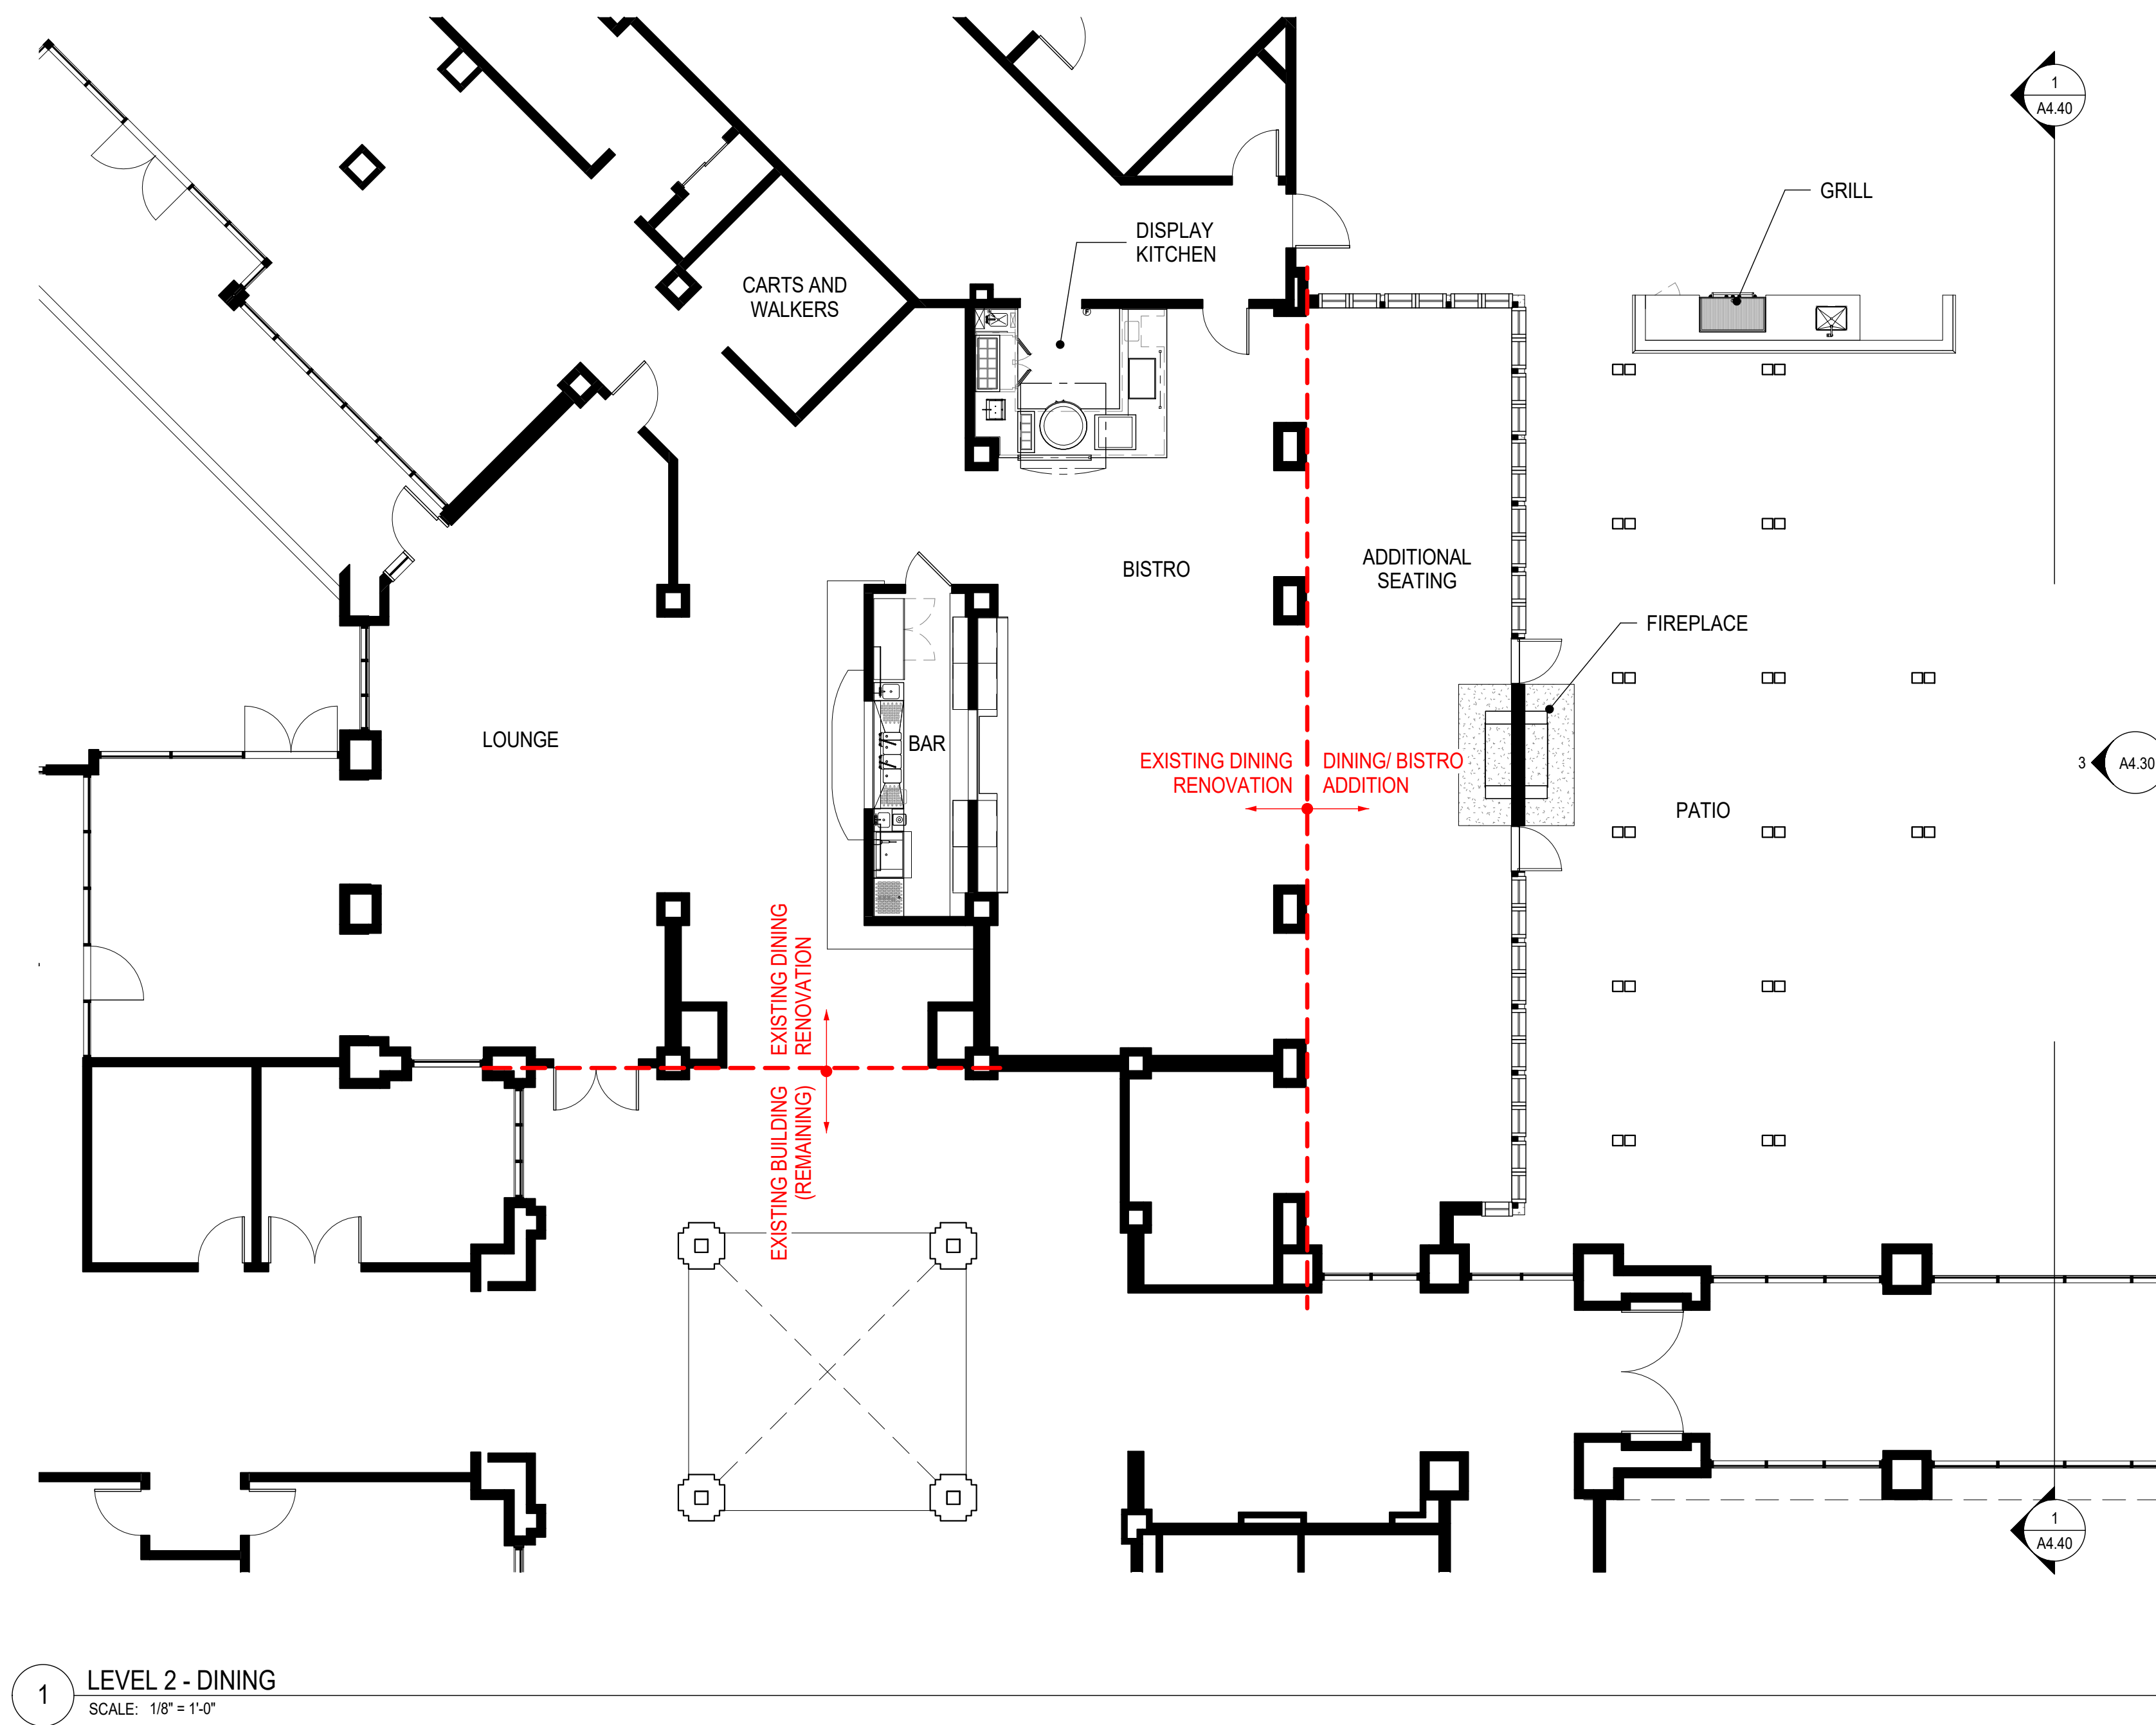 1
A4.40
GRILL
DISPLAY
KITCHEN
CARTS AND
WALKERS
BISTRO
ADDITIONAL
SEATING
FIREPLACE
LOUNGE
BAR
EXISTING DINING
RENOVATION
DINING/ BISTRO
ADDITION
3
A4.30
PATIO
EXISTING DINING
RENOVATION
EXISTING BUILDING
(REMAINING)
1
A4.40
1
LEVEL 2 - DINING
SCALE: 1/8" = 1'-0"